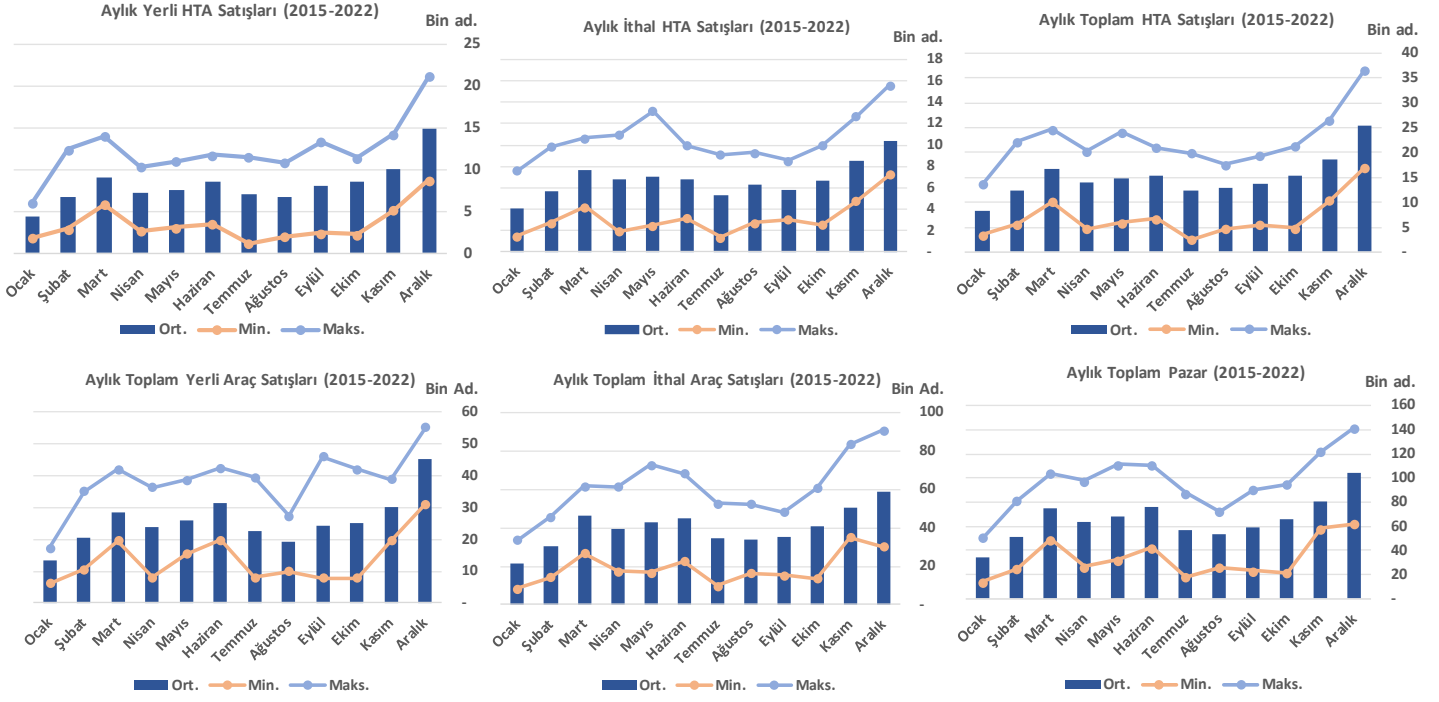 Aylık Yerli HTA Satışları (2015-2022)
Bin ad.
25
20
15
10
5
0
Ocak
Şubat
Mart
Nisan
Mayıs
Haziran
Temmuz
Ağustos
Eylül
Ekim
Kasım
Aralık
Ort. Min. Maks.
Aylık İthal HTA Satışları (2015-2022)
Bin ad.
18
16
14
12
10
8
6
4
2
-
Ocak
Şubat
Mart
Nisan
Mayıs
Haziran
Temmuz
Ağustos
Eylül
Ekim
Kasım
Aralık
Ort. Min. Maks.
Aylık Toplam HTA Satışları (2015-2022)
Bin ad.
40
35
30
25
20
15
10
5
-
Ocak
Şubat
Mart
Nisan
Mayıs
Haziran
Temmuz
Ağustos
Eylül
Ekim
Kasım
Aralık
Ort. Min. Maks.
Aylık Toplam Yerli Araç Satışları (2015-2022)
Bin Ad.
60
50
40
30
20
10
-
Ocak
Şubat
Mart
Nisan
Mayıs
Haziran
Temmuz
Ağustos
Eylül
Ekim
Kasım
Aralık
Ort. Min. Maks.
Aylık Toplam İthal Araç Satışları (2015-2022)
Bin Ad.
100
80
60
40
20
-
Ocak
Şubat
Mart
Nisan
Mayıs
Haziran
Temmuz
Ağustos
Eylül
Ekim
Kasım
Aralık
Ort. Min. Maks.
Aylık Toplam Pazar (2015-2022)
Bin ad.
160
140
120
100
80
60
40
20
-
Ocak
Şubat
Mart
Nisan
Mayıs
Haziran
Temmuz
Ağustos
Eylül
Ekim
Kasım
Aralık
Ort. Min. Maks.